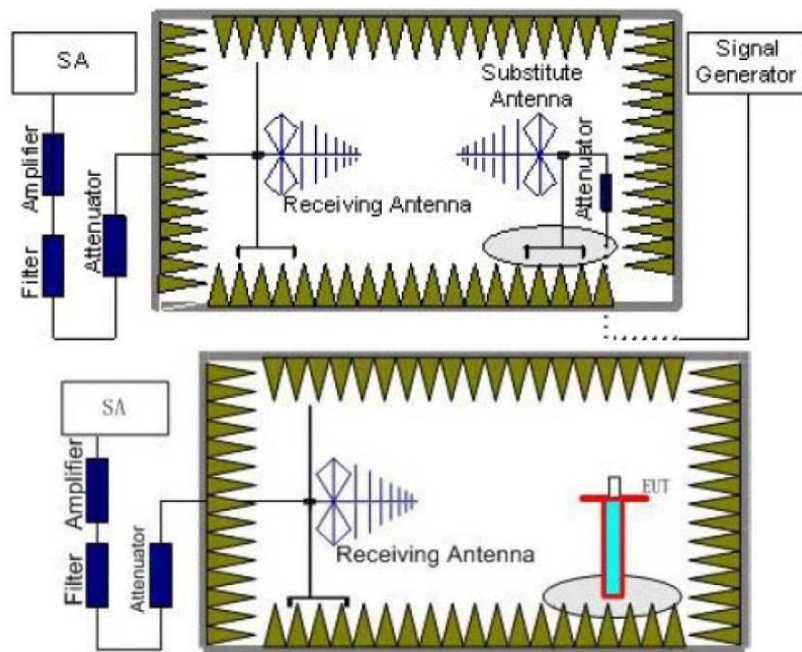 SA
Amplifier
Filter
Attenuator
Receiving Antenna
Substitute
Antenna
Attenuator
Signal
Generator
SA
Amplifier
Filter
Attenuator
Receiving Antenna
EUT